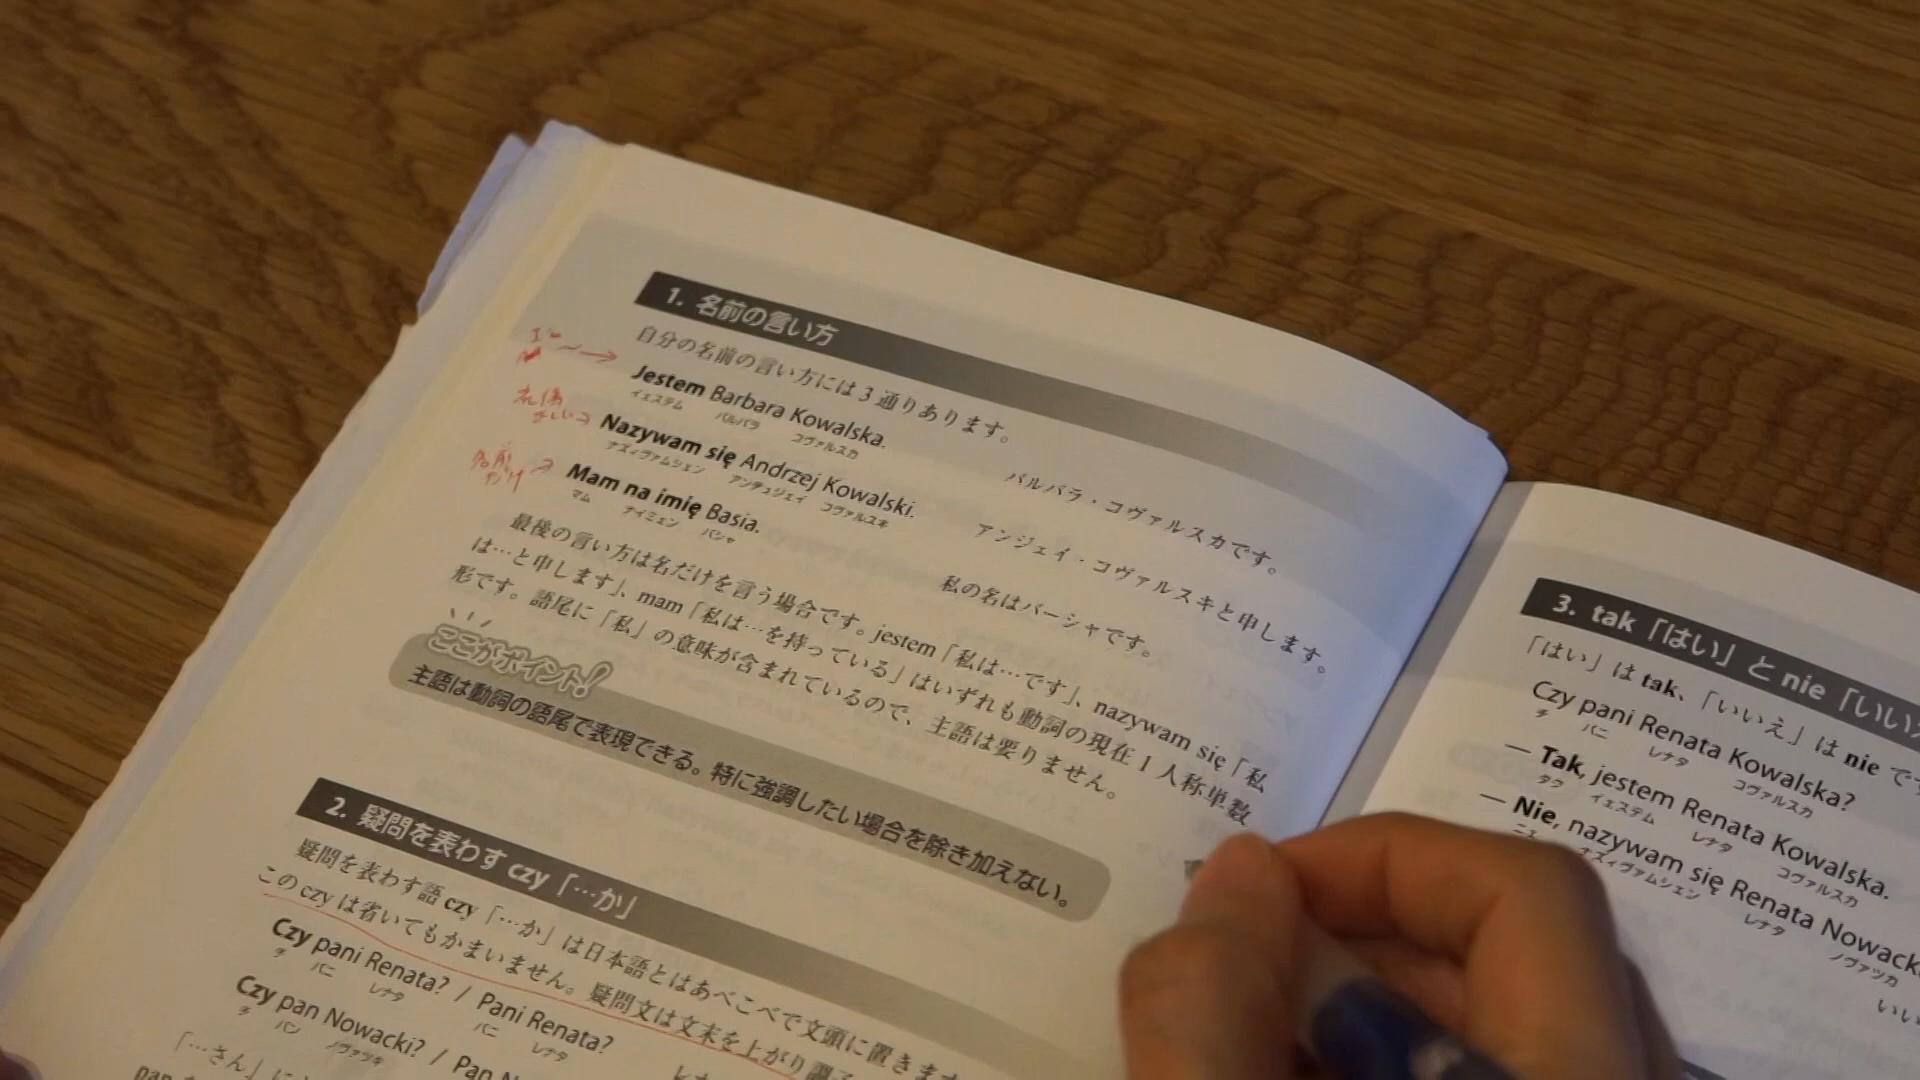 1. 名前の言い方
自分の名前の言い方には3通りあります。
Jestem Barbara Kowalska. バルバラ・コヴァルスカです。
イェステム バルバラ コヴァルスカ
Nazywam się Andrzej Kowalski. アンジェイ・コヴァルスキと申します。
ナズィヴァムシェン アンヂェイ コヴァルスキ
Mam na imię Basia. 私の名はバーシャです。
マム ナイミェン バシャ
名前だけ
最後の言い方は名だけを言う場合です。jestem「私は…です」、nazywam się「私
は…と申します」、mam「私は…を持っている」はいずれも動詞の現在1人称単数
形です。語尾に「私」の意味が含まれているので、主語は要りません。
ここがポイント!
主語は動詞の語尾で表現できる。特に強調したい場合を除き加えない。
2. 疑問を表わす czy「…か」
疑問を表わす語 czy「…か」は日本語とはあべこべで文頭に置きます
この czy は省いてもかまいません。疑問文は文末を上がり調子
Czy pani Renata? / Pani Renata?
チ パニ レナタ パニ レナタ
Czy pan Nowacki? / Pan
チ パン ノヴァツキ
「…さん」に
pan
3. tak「はい」と nie「いい
「はい」は tak、「いいえ」は nie で
Czy pani Renata Kowalska?
チ パニ レナタ コヴァルスカ
— Tak, jestem Renata Kowalska.
タク イェステム レナタ コヴァルスカ
— Nie, nazywam się Renata
ニェ ナズィヴァムシェン レナタ ノヴァツカ
いい